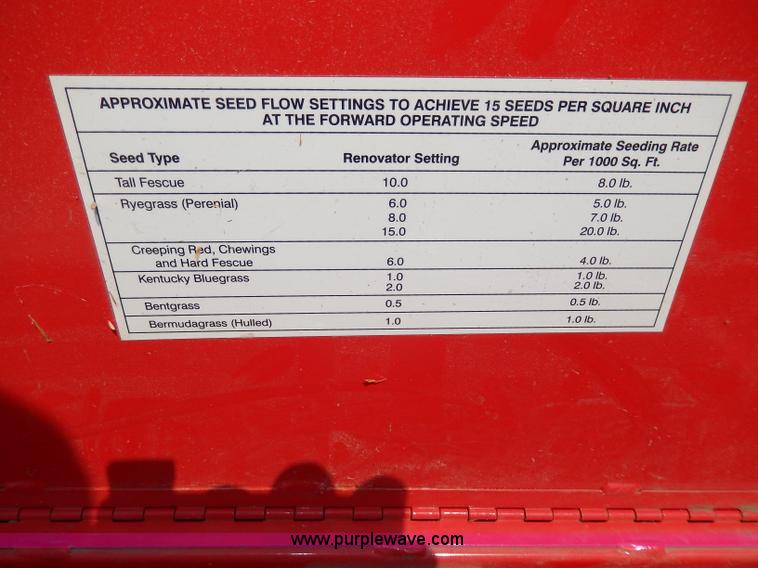 APPROXIMATE SEED FLOW SETTINGS TO ACHIEVE 15 SEEDS PER SQUARE INCH
AT THE FORWARD OPERATING SPEED
Seed Type Renovator Setting Approximate Seeding Rate
Per 1000 Sq. Ft.
Tall Fescue 10.0 8.0 lb.
Ryegrass (Perenial) 6.0 5.0 lb.
8.0 7.0 lb.
15.0 20.0 lb.
Creeping Red, Chewings
and Hard Fescue 6.0 4.0 lb.
Kentucky Bluegrass 1.0 1.0 lb.
2.0 2.0 lb.
Bentgrass 0.5 0.5 lb.
Bermudagrass (Hulled) 1.0 1.0 lb.
www.purplewave.com